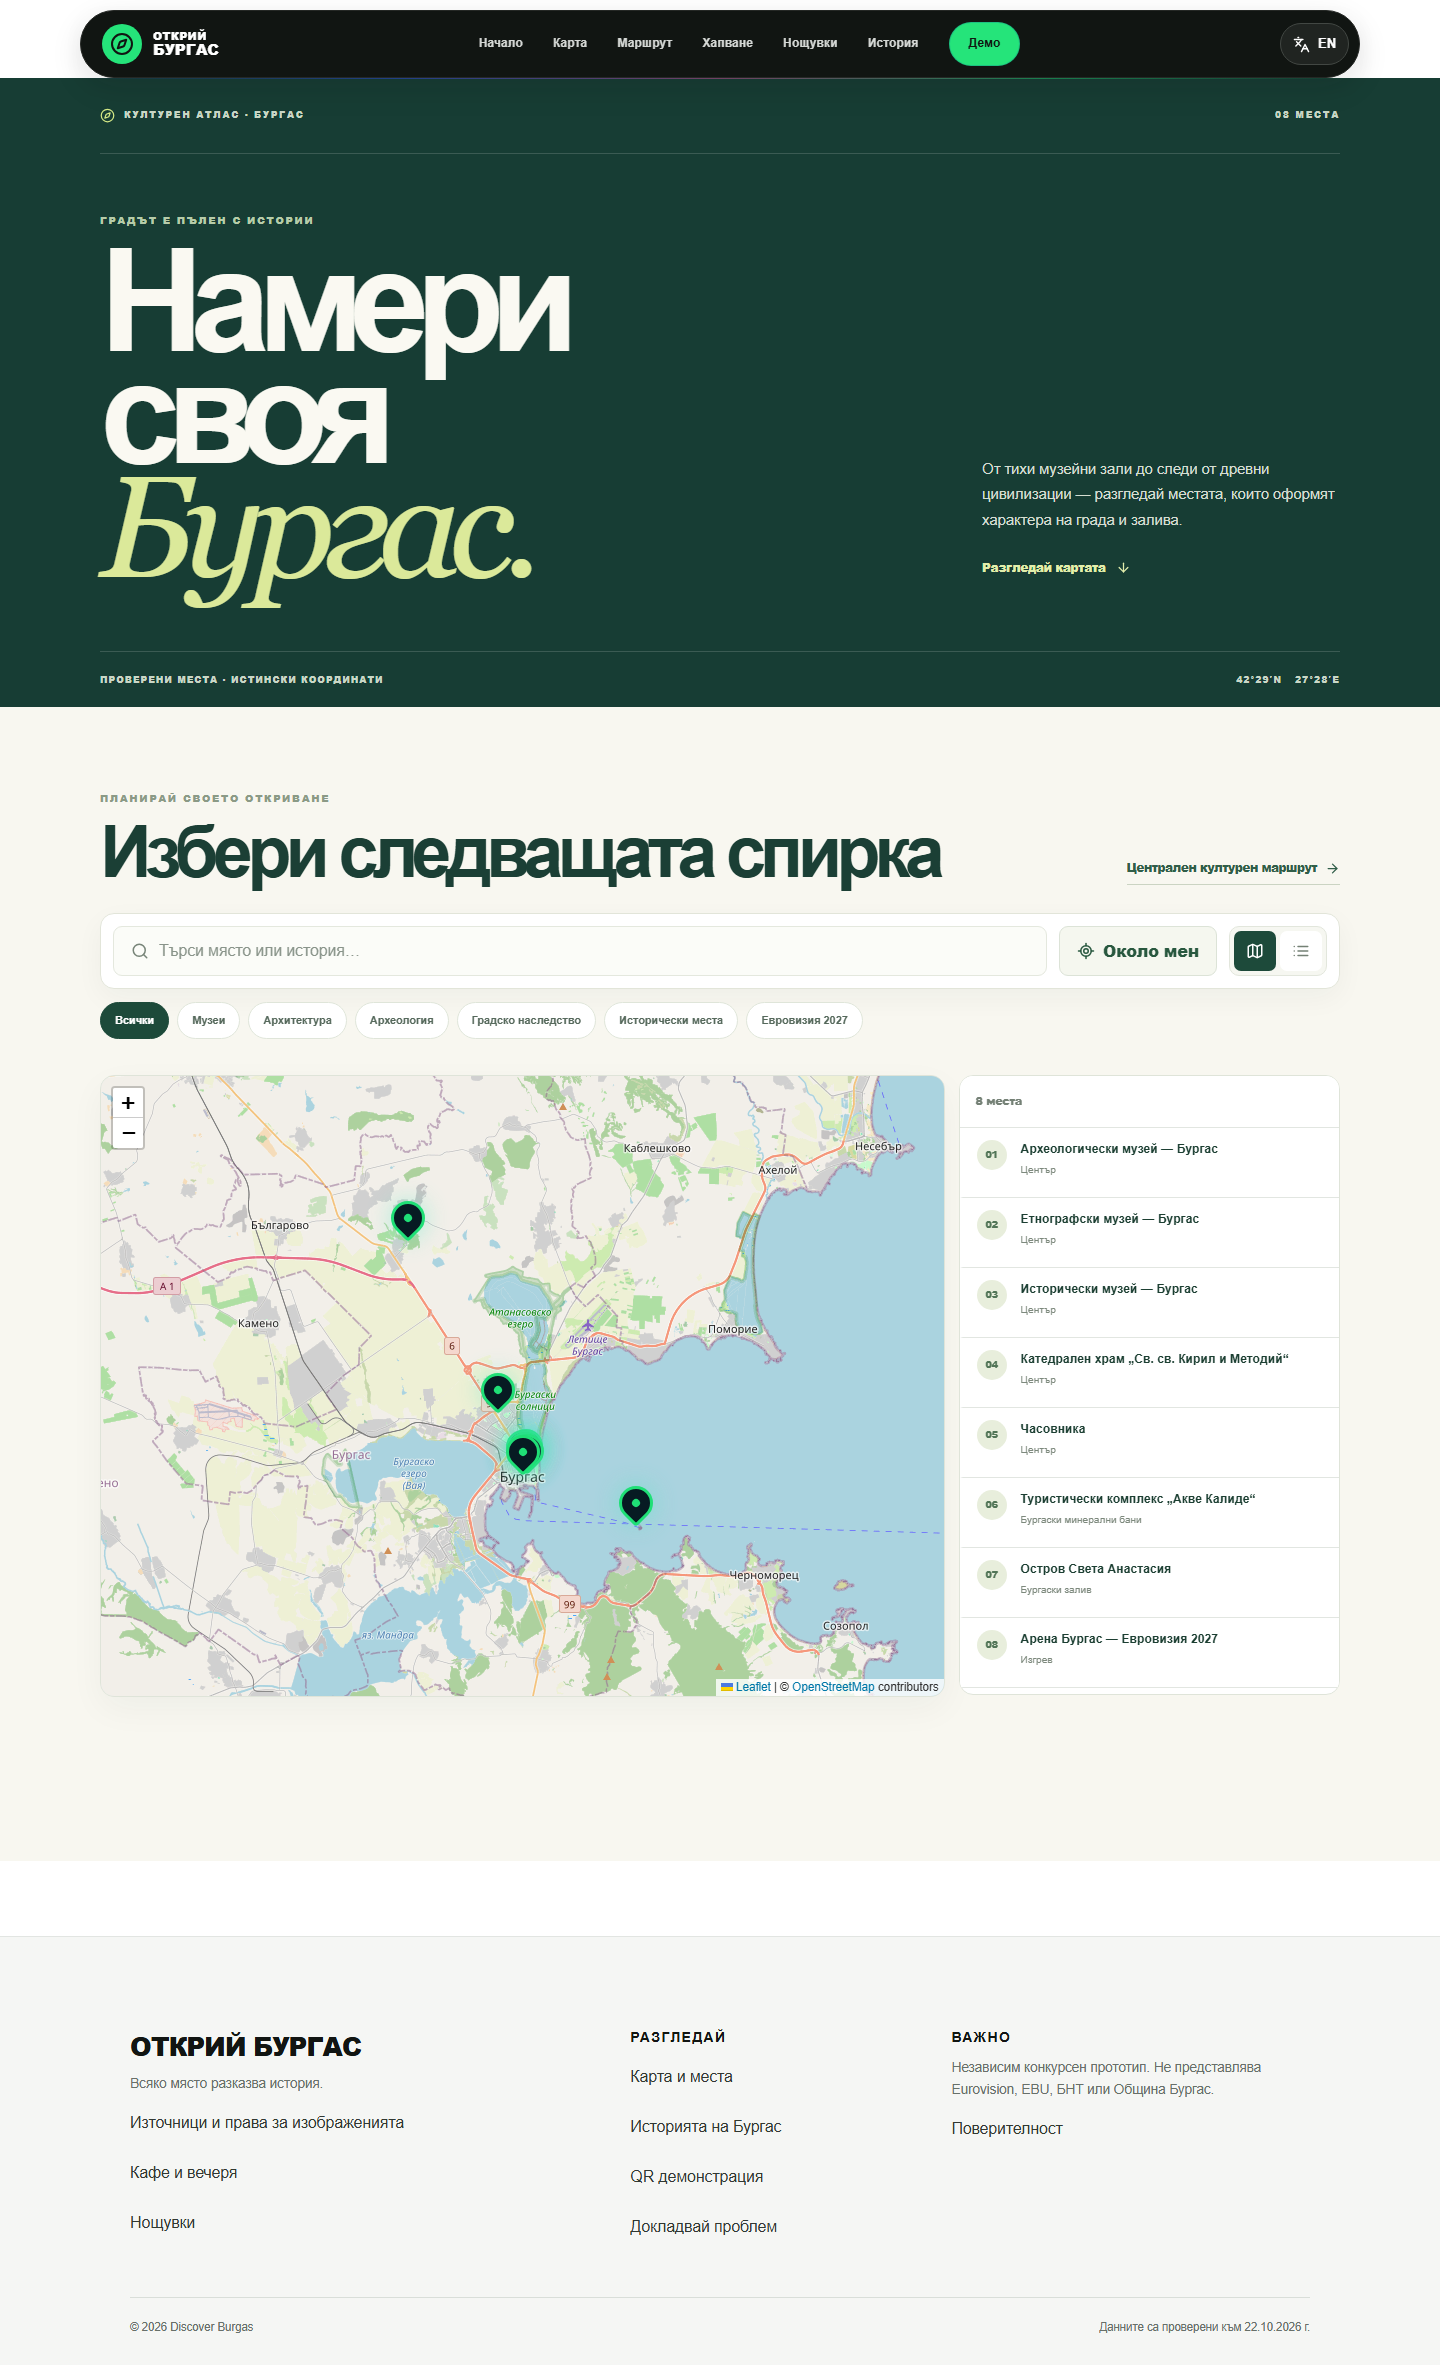 ОТКРИЙ
БУРГАС
Начало
Карта
Маршрут
Хапване
Нощувки
История
Демо
EN
КУЛТУРЕН АТЛАС · БУРГАС
08 МЕСТА
ГРАДЪТ Е ПЪЛЕН С ИСТОРИИ
Намери
своя
Бургас.
От тихи музейни зали до следи от древни
цивилизации — разгледай местата, които оформят
характера на града и залива.
Разгледай картата
ПРОВЕРЕНИ МЕСТА · ИСТИНСКИ КООРДИНАТИ
42°29′N 27°28′E
ПЛАНИРАЙ СВОЕТО ОТКРИВАНЕ
Избери следващата спирка
Централен културен маршрут
Търси място или история…
Около мен
Всички
Музеи
Архитектура
Археология
Градско наследство
Исторически места
Евровизия 2027
+
−
Несебър
Каблешково
Ахелой
Българово
A 1
Атанасовско
езеро
Камено
Поморие
Летище
Бургас
6
Бургаски
солници
Бургас
Бургаско
езеро
(Вая)
Бургас
ено
Черноморец
99
Созопол
яз. Мандра
Leaflet | © OpenStreetMap contributors
8 места
01
Археологически музей — Бургас
Център
02
Етнографски музей — Бургас
Център
03
Исторически музей — Бургас
Център
04
Катедрален храм „Св. св. Кирил и Методий“
Център
05
Часовника
Център
06
Туристически комплекс „Акве Калиде“
Бургаски минерални бани
07
Остров Света Анастасия
Бургаски залив
08
Арена Бургас — Евровизия 2027
Изгрев
ОТКРИЙ БУРГАС
Всяко място разказва история.
Източници и права за изображенията
Кафе и вечеря
Нощувки
РАЗГЛЕДАЙ
Карта и места
Историята на Бургас
QR демонстрация
Докладвай проблем
ВАЖНО
Независим конкурсен прототип. Не представлява
Eurovision, EBU, БНТ или Община Бургас.
Поверителност
© 2026 Discover Burgas
Данните са проверени към 22.10.2026 г.